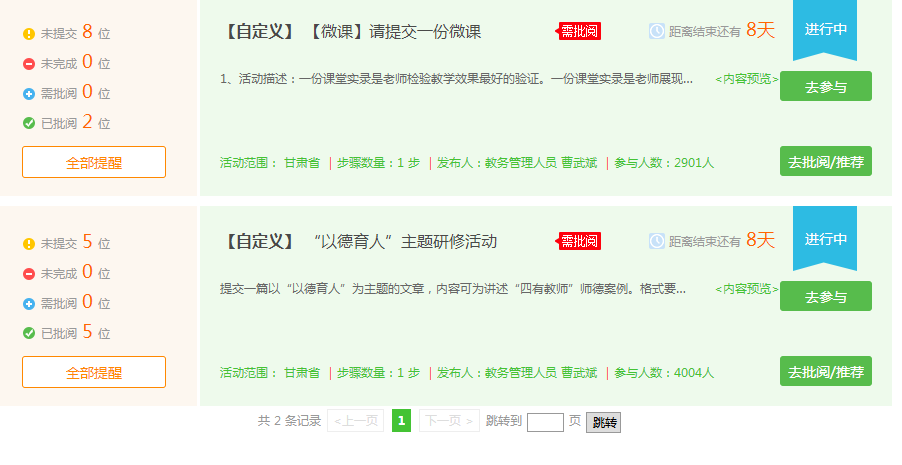 未提交 8 位
未完成 0 位
需批阅 0 位
已批阅 2 位
全部提醒
【自定义】 【微课】请提交一份微课
需批阅
距离结束还有 8天
进行中
1、活动描述：一份课堂实录是老师检验教学效果最好的验证。一份课堂实录是老师展现...
<内容预览>
去参与
活动范围： 甘肃省 | 步骤数量：1 步 | 发布人：教务管理人员 曹武斌 | 参与人数：2901人
去批阅/推荐
未提交 5 位
未完成 0 位
需批阅 0 位
已批阅 5 位
全部提醒
【自定义】 “以德育人”主题研修活动
需批阅
距离结束还有 8天
进行中
提交一篇以“以德育人”为主题的文章，内容可为讲述“四有教师”师德案例。格式要...
<内容预览>
去参与
活动范围： 甘肃省 | 步骤数量：1 步 | 发布人：教务管理人员 曹武斌 | 参与人数：4004人
去批阅/推荐
共 2 条记录 <上一页 1 下一页 > 跳转到 页 跳转